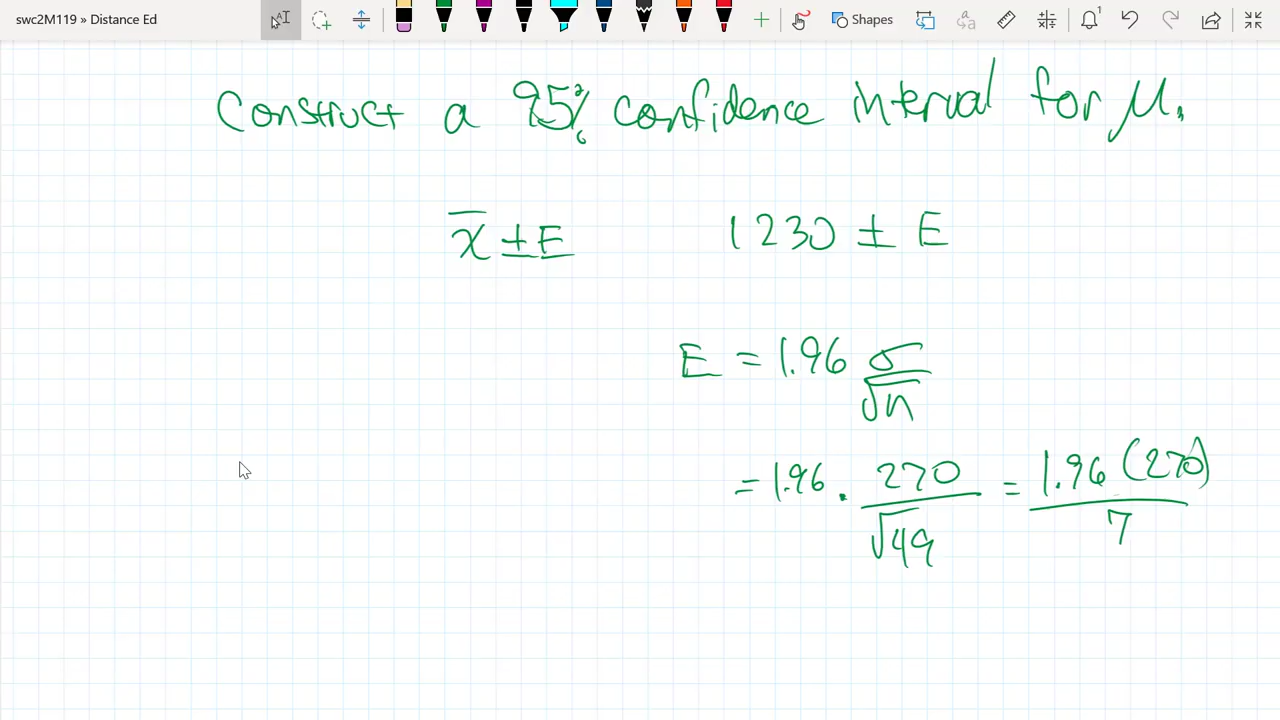 swc2M119 » Distance Ed
Shapes
Construct a 95% confidence interval for μ.
x̅ ± E 1230 ± E
E = 1.96 σ/√n
= 1.96 · 270/√49 = 1.96 (270)/7